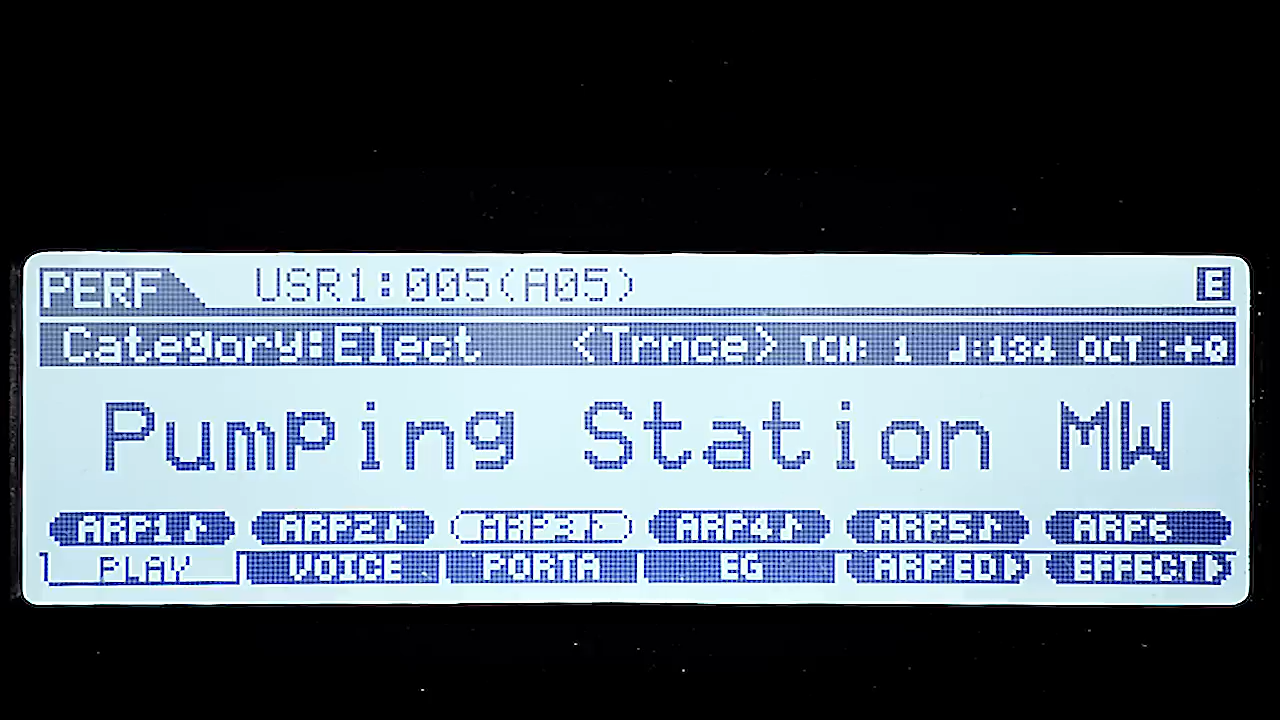 PERF USR1:005(A05) E
Category:Elect <Trnce> TCH: 1 ♩:134 OCT :+0
Pumping Station MW
ARP1♪ ARP2♪ ARP3♪ ARP4♪ ARP5♪ ARP6
PLAY VOICE PORTA EG ARP ED EFFECT